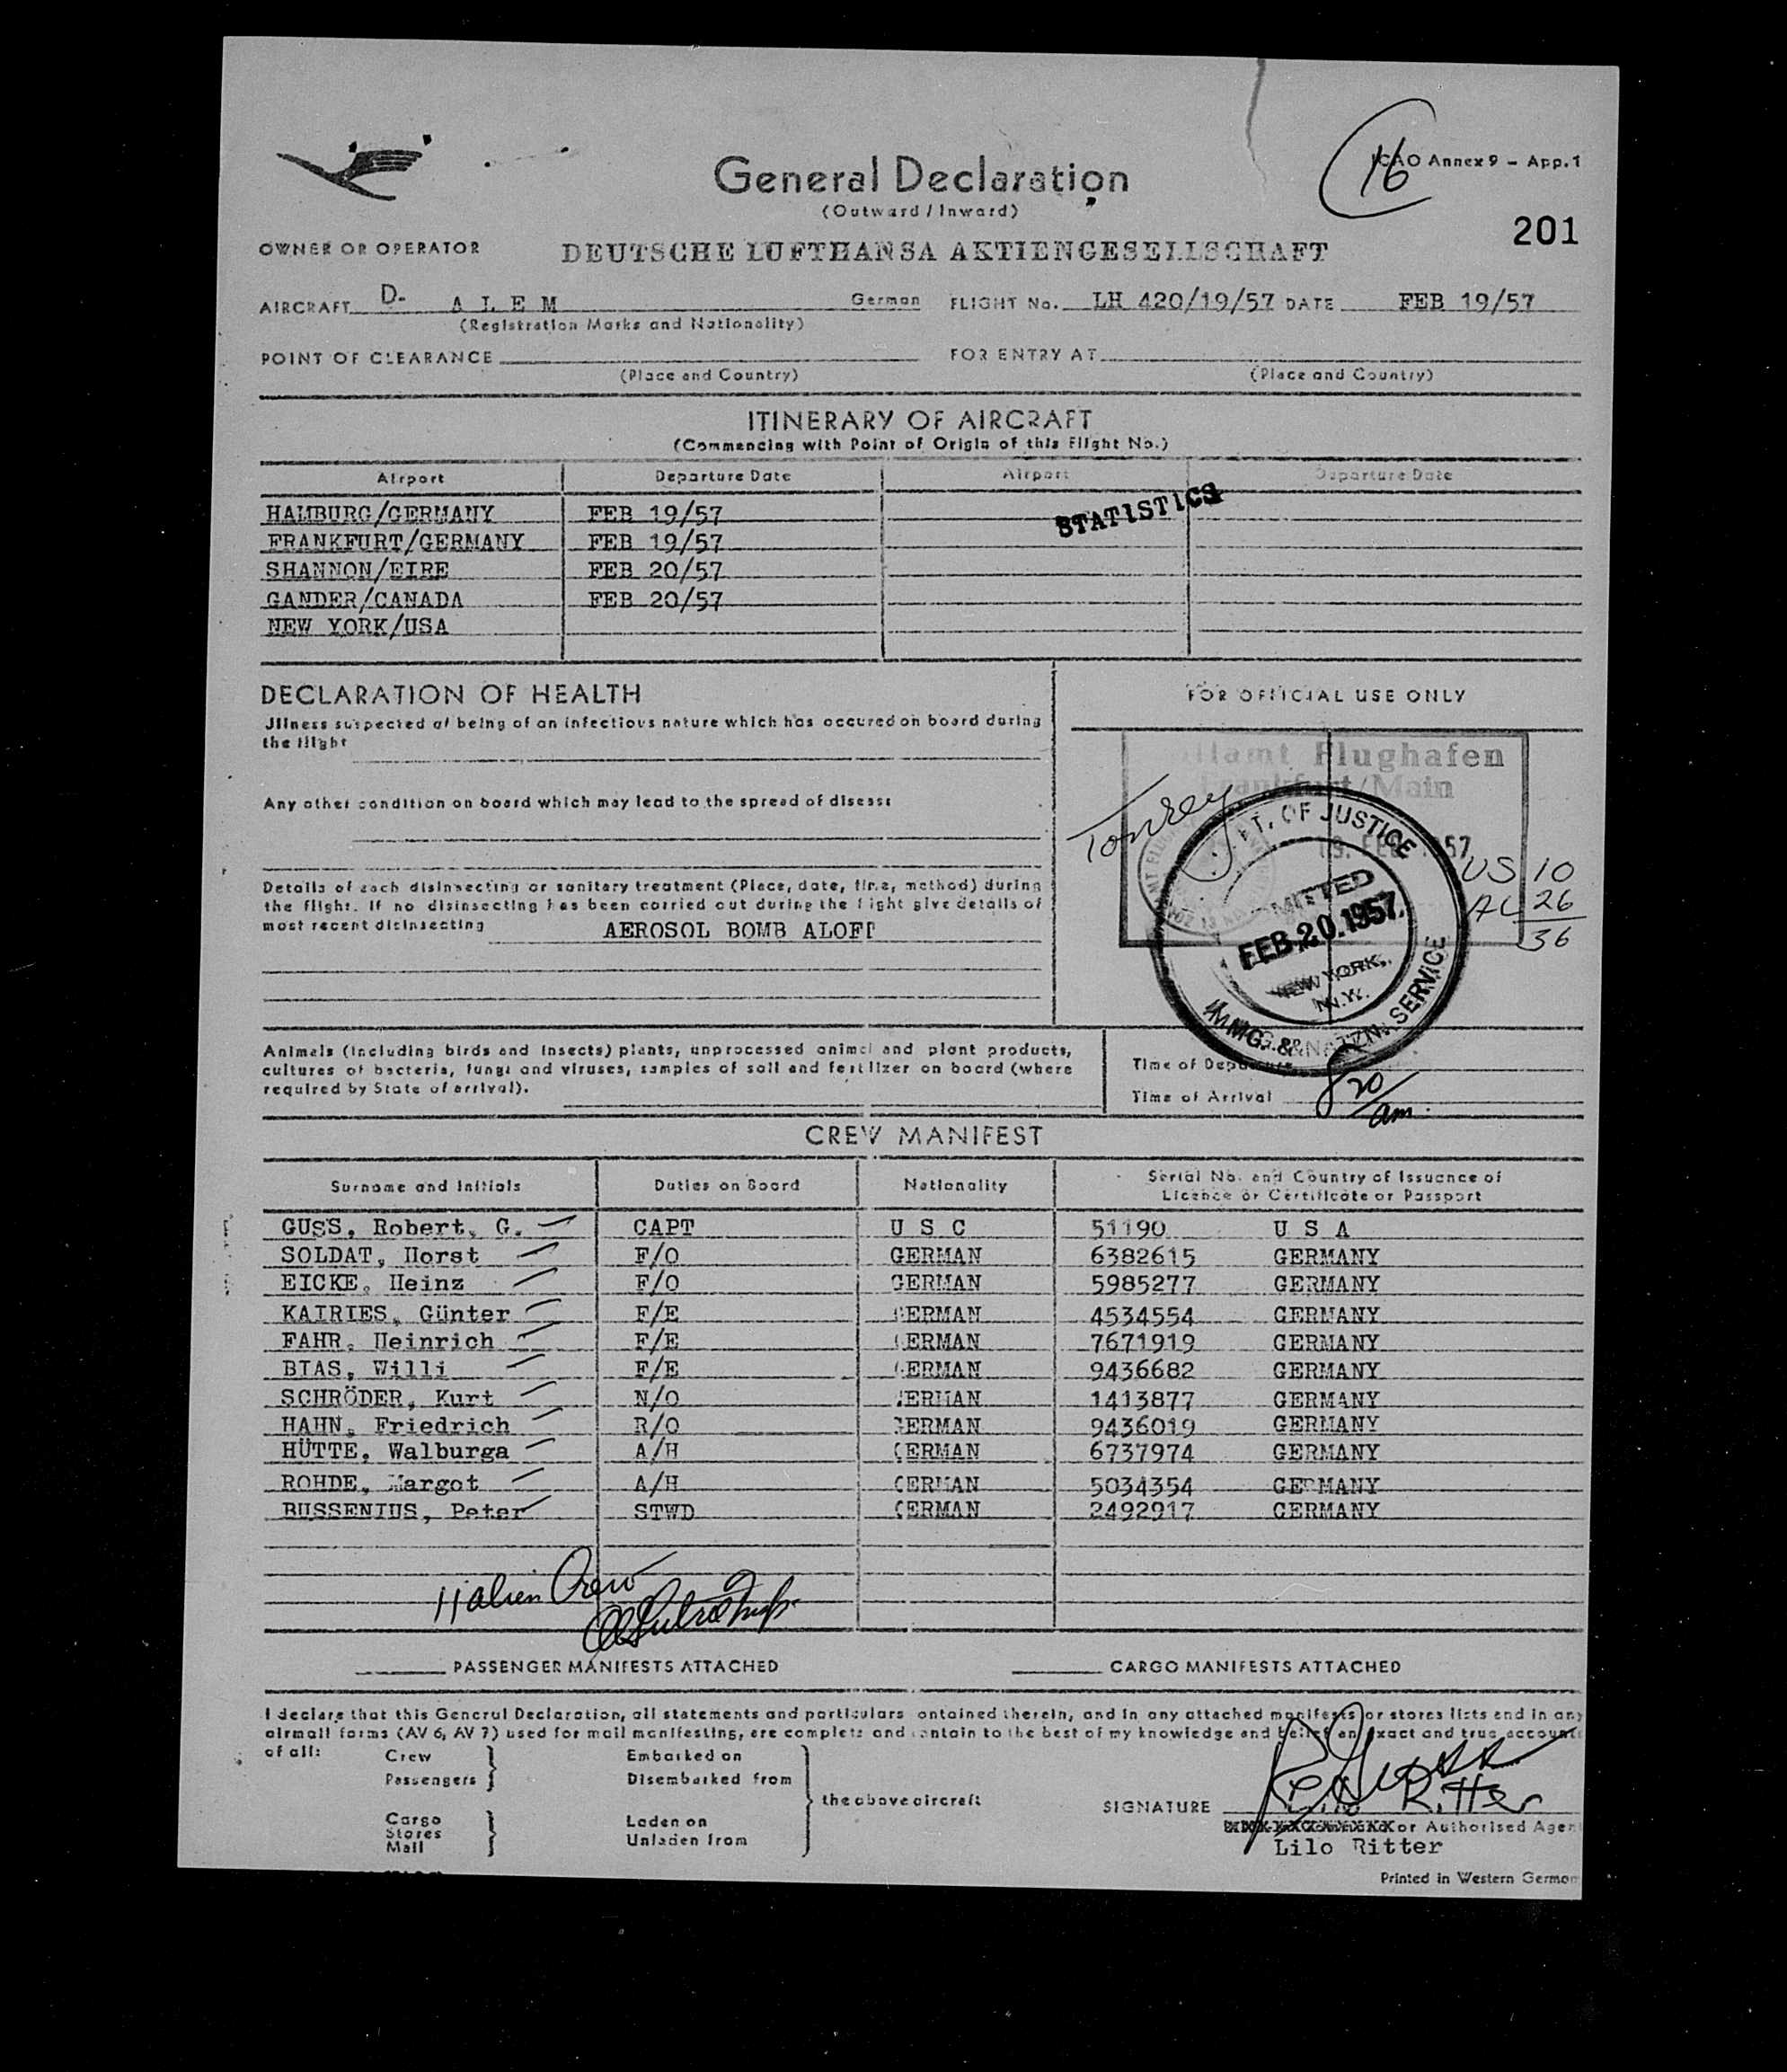 General Declaration
(Outward / Inward)
16
ICAO Annex 9 - App. 1
201
OWNER OR OPERATOR DEUTSCHE LUFTHANSA AKTIENGESELLSCHAFT
AIRCRAFT D- A L E M German FLIGHT No. LH 420/19/57 DATE FEB 19/57
(Registration Marks and Nationality)
POINT OF CLEARANCE FOR ENTRY AT
(Place and Country) (Place and Country)
ITINERARY OF AIRCRAFT
(Commencing with Point of Origin of this Flight No.)
Airport Departure Date Airport Departure Date
HAMBURG/GERMANY FEB 19/57
STATISTICS
FRANKFURT/GERMANY FEB 19/57
SHANNON/EIRE FEB 20/57
GANDER/CANADA FEB 20/57
NEW YORK/USA
DECLARATION OF HEALTH
Jllness suspected of being of an infectious nature which has occured on board during
the flight
Any other condition on board which may lead to the spread of disease
Details of each disinsecting or sanitary treatment (Place, date, time, method) during
the flight. If no disinsecting has been carried out during the flight give details of
most recent disinsecting AEROSOL BOMB ALOFT
FOR OFFICIAL USE ONLY
Flughafen
Frankfurt/Main
19. FEB. 1957
DEPT. OF JUSTICE
ADMITTED
FEB. 20. 1957
NEW YORK,
N.Y.
IMMG. & NATZN. SERVICE
US 10
AL 26
36
Animals (including birds and insects) plants, unprocessed animal and plant products,
cultures of bacteria, fungi and viruses, samples of soil and fertilizer on board (where
required by State of arrival).
Time of Departure
Time of Arrival 8 20/am
CREW MANIFEST
Surname and Initials Duties on Board Nationality Serial No. and Country of Issuance of
Licence or Certificate or Passport
GUSS, Robert, G. CAPT U S C 51190 U S A
SOLDAT, Horst F/O GERMAN 6382615 GERMANY
EICKE, Heinz F/O GERMAN 5985277 GERMANY
KAIRIES, Günter F/E GERMAN 4534554 GERMANY
FAHR, Heinrich F/E GERMAN 7671919 GERMANY
BIAS, Willi F/E GERMAN 9436682 GERMANY
SCHRÖDER, Kurt N/O GERMAN 1413877 GERMANY
HAHN, Friedrich R/O GERMAN 9436019 GERMANY
HÜTTE, Walburga A/H GERMAN 6737974 GERMANY
ROHDE, Margot A/H GERMAN 5034354 GERMANY
BUSSENIUS, Peter STWD GERMAN 2492917 GERMANY
11 alien Crew
PASSENGER MANIFESTS ATTACHED CARGO MANIFESTS ATTACHED
I declare that this General Declaration, all statements and particulars contained therein, and in any attached manifests or stores lists and in any
airmail forms (AV 6, AV 7) used for mail manifesting, are complete and contain to the best of my knowledge and belief an exact and true account
of all: Crew Embarked on
Passengers Disembarked from
the above aircraft
Cargo Laden on
Stores Unladen from
Mail
SIGNATURE Lilo Ritter
or Authorised Agent
Lilo Ritter
Printed in Western German